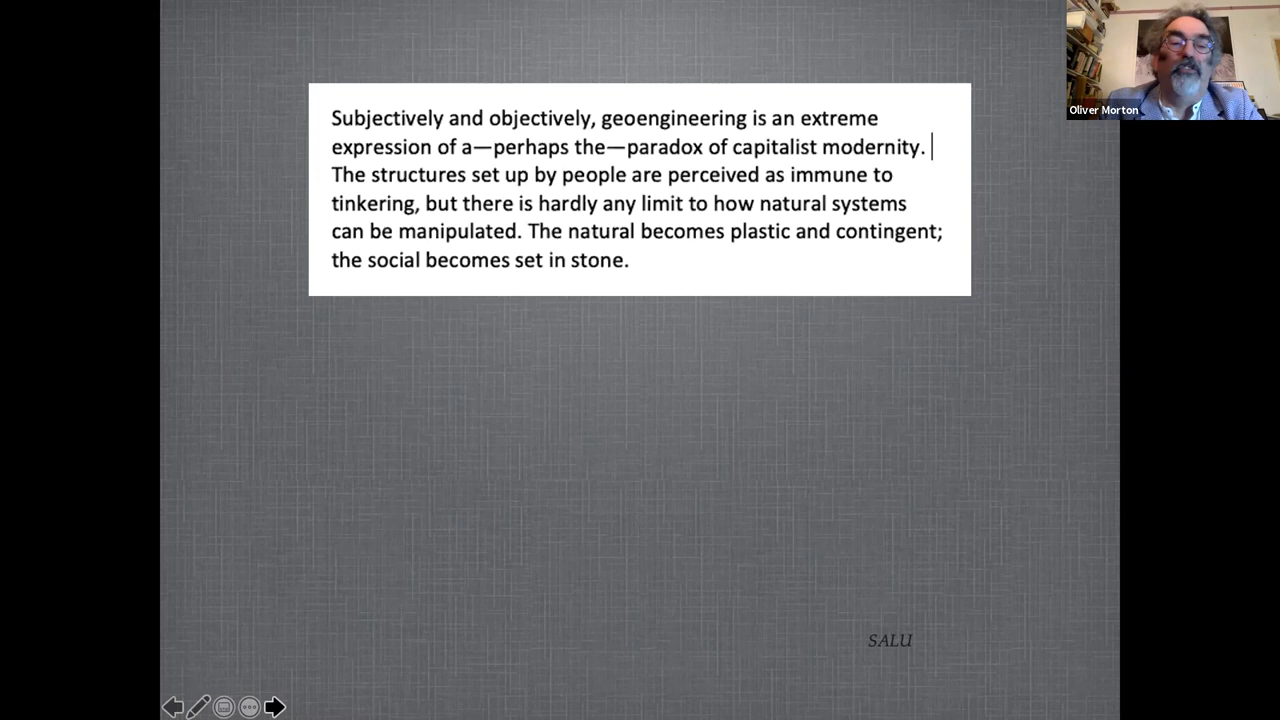 Oliver Morton
Subjectively and objectively, geoengineering is an extreme
expression of a—perhaps the—paradox of capitalist modernity.
The structures set up by people are perceived as immune to
tinkering, but there is hardly any limit to how natural systems
can be manipulated. The natural becomes plastic and contingent;
the social becomes set in stone.
SALU